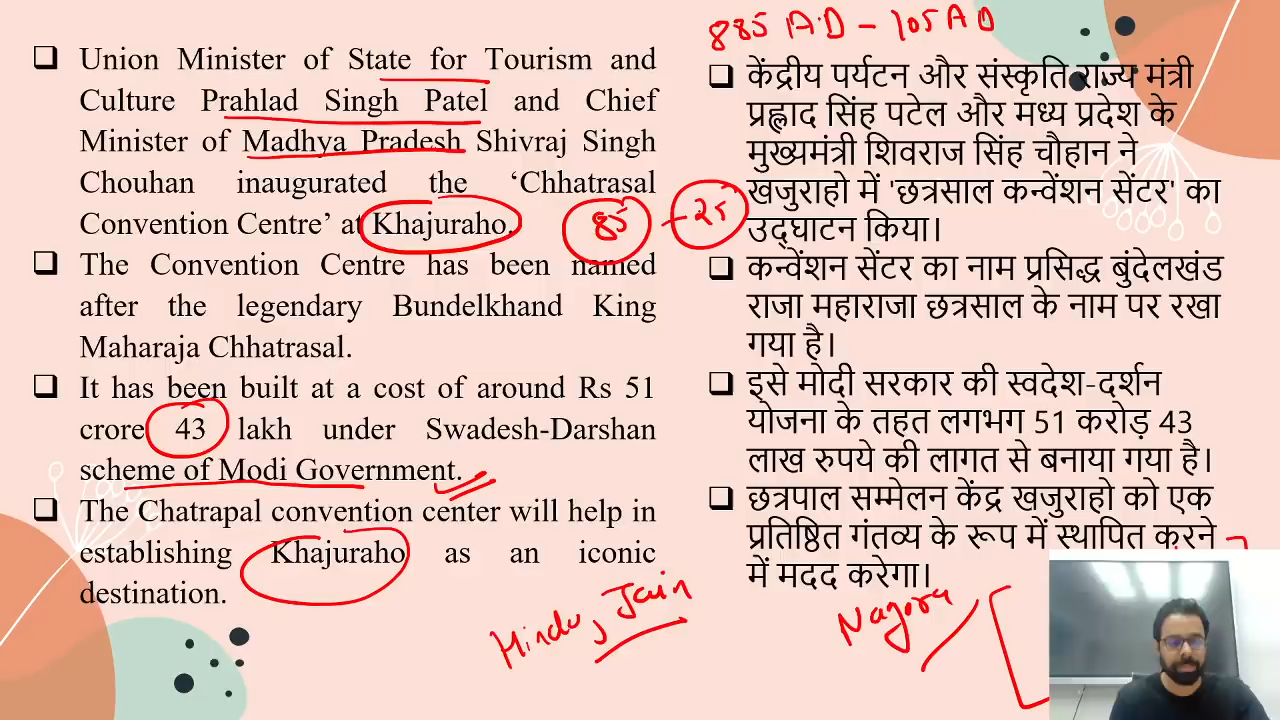 885 AD - 105 AD
❑ Union Minister of State for Tourism and
Culture Prahlad Singh Patel and Chief
Minister of Madhya Pradesh Shivraj Singh
Chouhan inaugurated the ‘Chhatrasal
Convention Centre’ at Khajuraho.
85 - 25
❑ The Convention Centre has been named
after the legendary Bundelkhand King
Maharaja Chhatrasal.
❑ It has been built at a cost of around Rs 51
crore 43 lakh under Swadesh-Darshan
scheme of Modi Government.
❑ The Chatrapal convention center will help in
establishing Khajuraho as an iconic
destination.
Hindu, Jain
❑ केंद्रीय पर्यटन और संस्कृति राज्य मंत्री
प्रह्लाद सिंह पटेल और मध्य प्रदेश के
मुख्यमंत्री शिवराज सिंह चौहान ने
खजुराहो में 'छत्रसाल कन्वेंशन सेंटर' का
उद्घाटन किया।
❑ कन्वेंशन सेंटर का नाम प्रसिद्ध बुंदेलखंड
राजा महाराजा छत्रसाल के नाम पर रखा
गया है।
❑ इसे मोदी सरकार की स्वदेश-दर्शन
योजना के तहत लगभग 51 करोड़ 43
लाख रुपये की लागत से बनाया गया है।
❑ छत्रपाल सम्मेलन केंद्र खजुराहो को एक
प्रतिष्ठित गंतव्य के रूप में स्थापित करने
में मदद करेगा।
Nagora